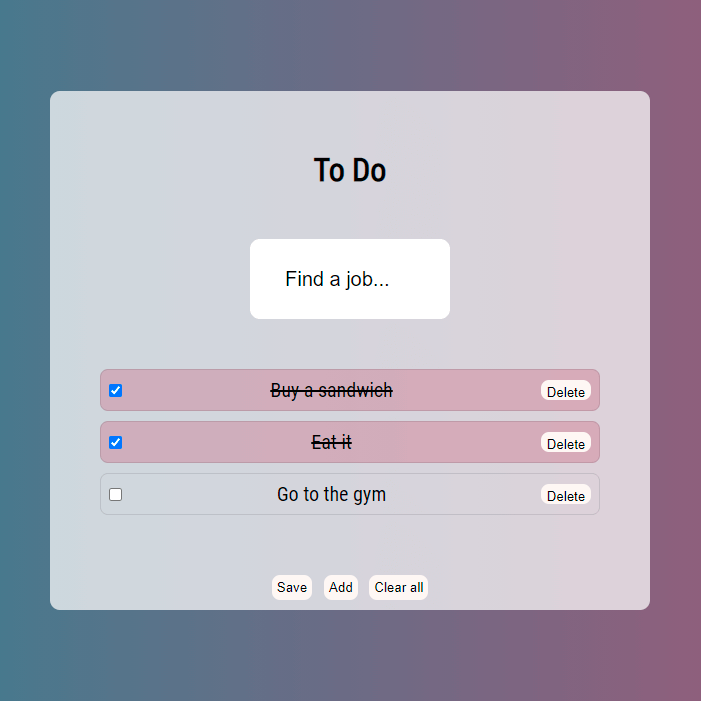 To Do
Find a job...
Buy a sandwich Delete
Eat it Delete
Go to the gym Delete
Save Add Clear all